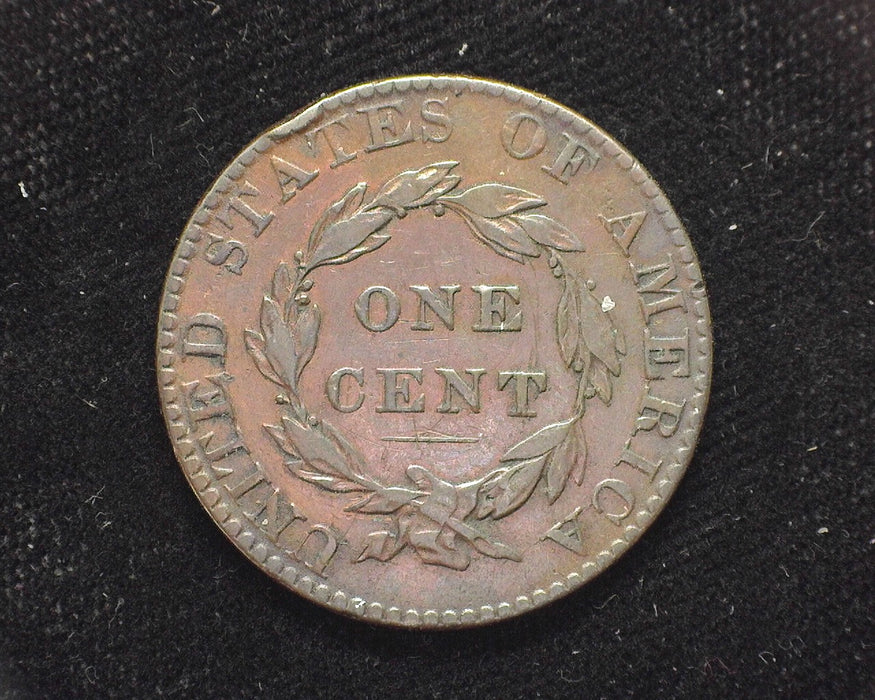 UNITED STATES OF AMERICA
ONE
CENT